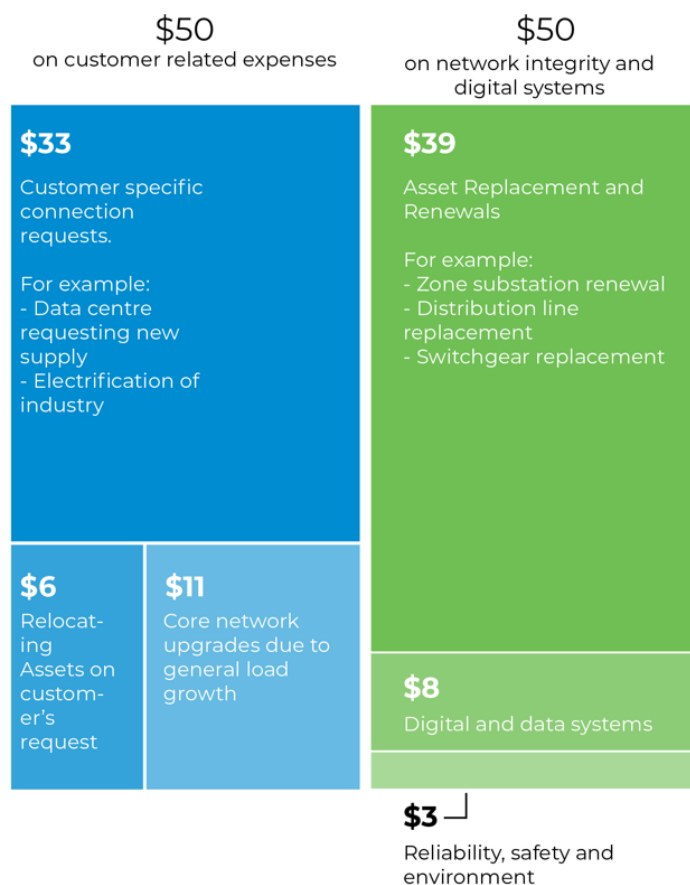 $50
on customer related expenses
$33
Customer specific
connection
requests.
For example:
- Data centre
requesting new
supply
- Electrification of
industry
$6
Relocat-
ing
Assets on
custom-
er's
request
$11
Core network
upgrades due to
general load
growth
$50
on network integrity and
digital systems
$39
Asset Replacement and
Renewals
For example:
- Zone substation renewal
- Distribution line
replacement
- Switchgear replacement
$8
Digital and data systems
$3
Reliability, safety and
environment